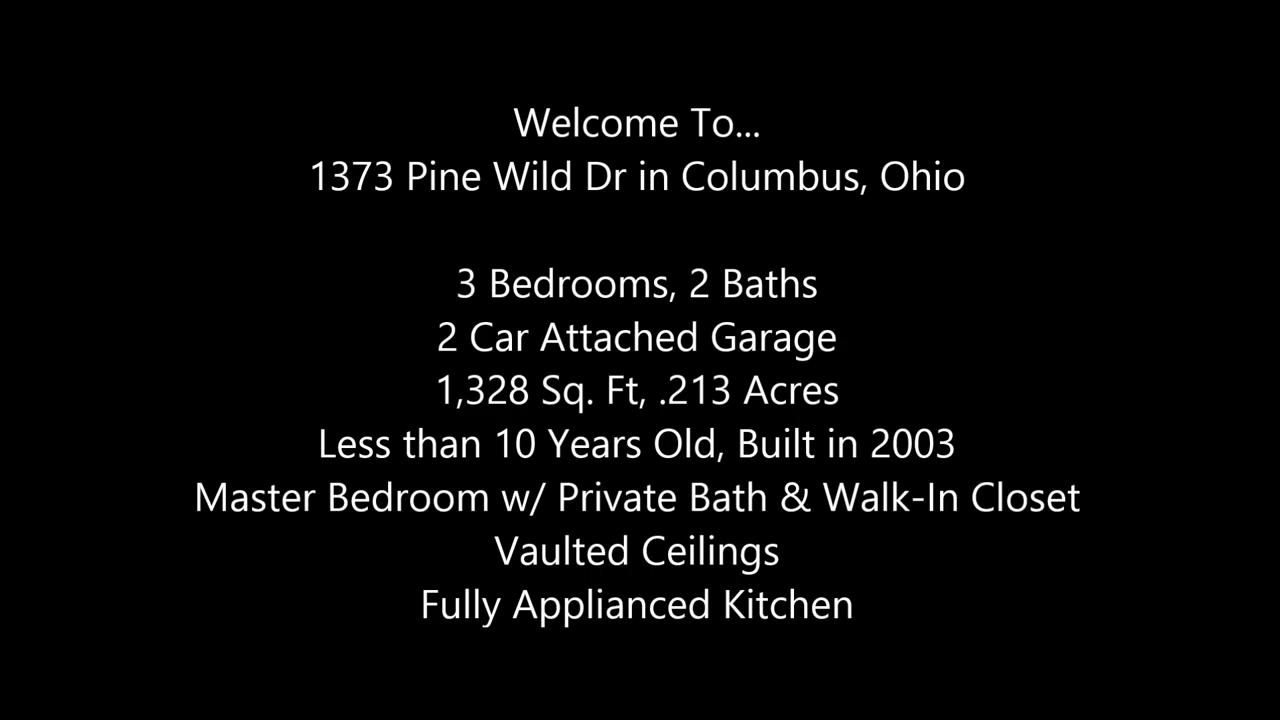 Welcome To...
1373 Pine Wild Dr in Columbus, Ohio
3 Bedrooms, 2 Baths
2 Car Attached Garage
1,328 Sq. Ft, .213 Acres
Less than 10 Years Old, Built in 2003
Master Bedroom w/ Private Bath & Walk-In Closet
Vaulted Ceilings
Fully Applianced Kitchen